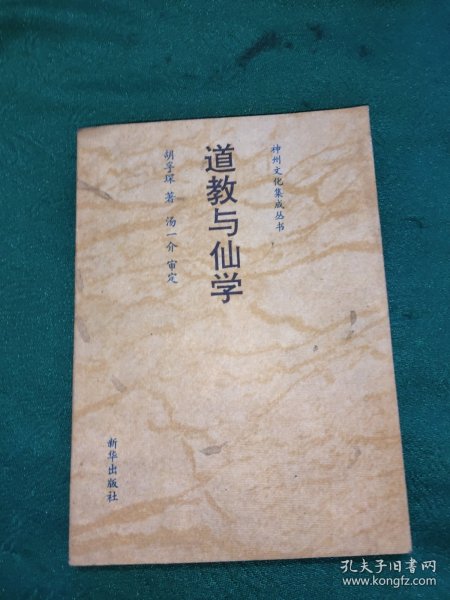 神州文化集成丛书
道教与仙学
胡孚琛 著 汤一介 审定
新华出版社
孔夫子旧书网
www.kongfz.com